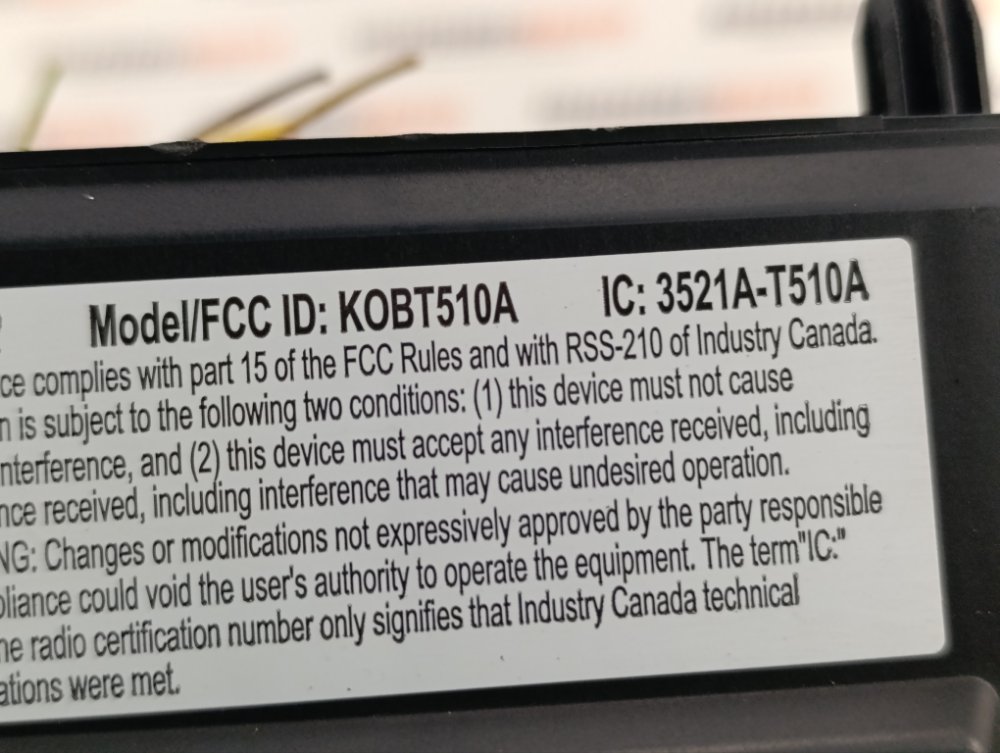 Model/FCC ID: KOBT510A IC: 3521A-T510A
ce complies with part 15 of the FCC Rules and with RSS-210 of Industry Canada.
n is subject to the following two conditions: (1) this device must not cause
nterference, and (2) this device must accept any interference received, including
nce received, including interference that may cause undesired operation.
NG: Changes or modifications not expressively approved by the party responsible
pliance could void the user's authority to operate the equipment. The term"IC:"
he radio certification number only signifies that Industry Canada technical
ations were met.